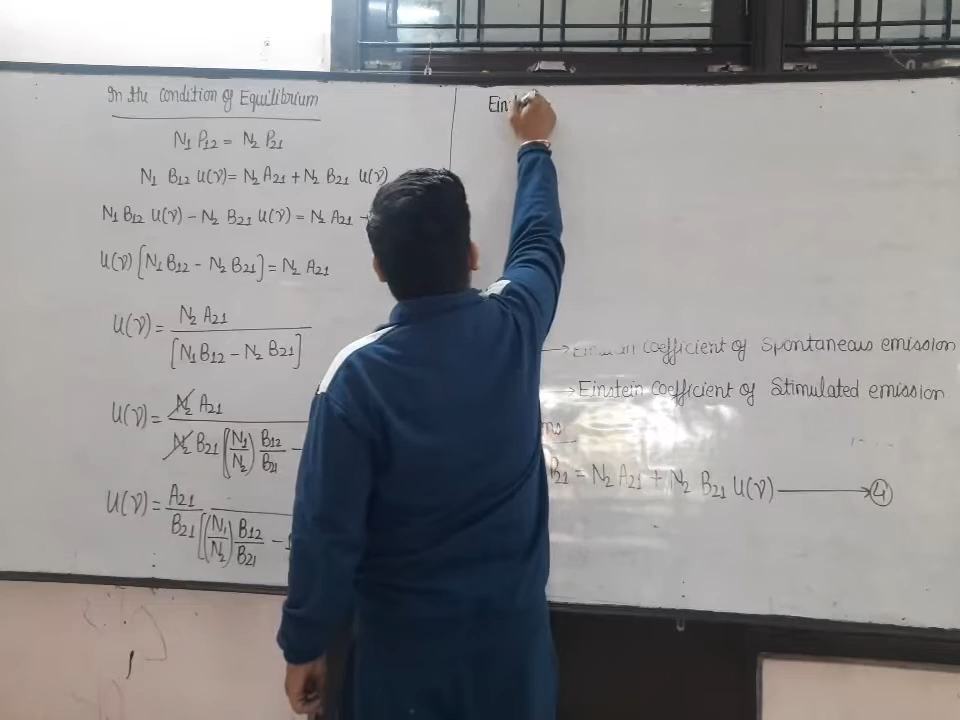 In the Condition of Equilibrium
N₁ P₁₂ = N₂ P₂₁
N₁ B₁₂ U(ν) = N₂ A₂₁ + N₂ B₂₁ U(ν)
N₁ B₁₂ U(ν) - N₂ B₂₁ U(ν) = N₂ A₂₁
U(ν) [N₁ B₁₂ - N₂ B₂₁] = N₂ A₂₁
U(ν) = N₂ A₂₁ / [N₁ B₁₂ - N₂ B₂₁]
U(ν) = N₂ A₂₁ / N₂ B₂₁ [(N₁/N₂) B₁₂/B₂₁ -
U(ν) = A₂₁/B₂₁ [(N₁/N₂) B₁₂/B₂₁ - 1
Ein
→ Einstein Coefficient of Spontaneous emission
→ Einstein Coefficient of Stimulated emission
P₂₁ = N₂ A₂₁ + N₂ B₂₁ U(ν) → 4